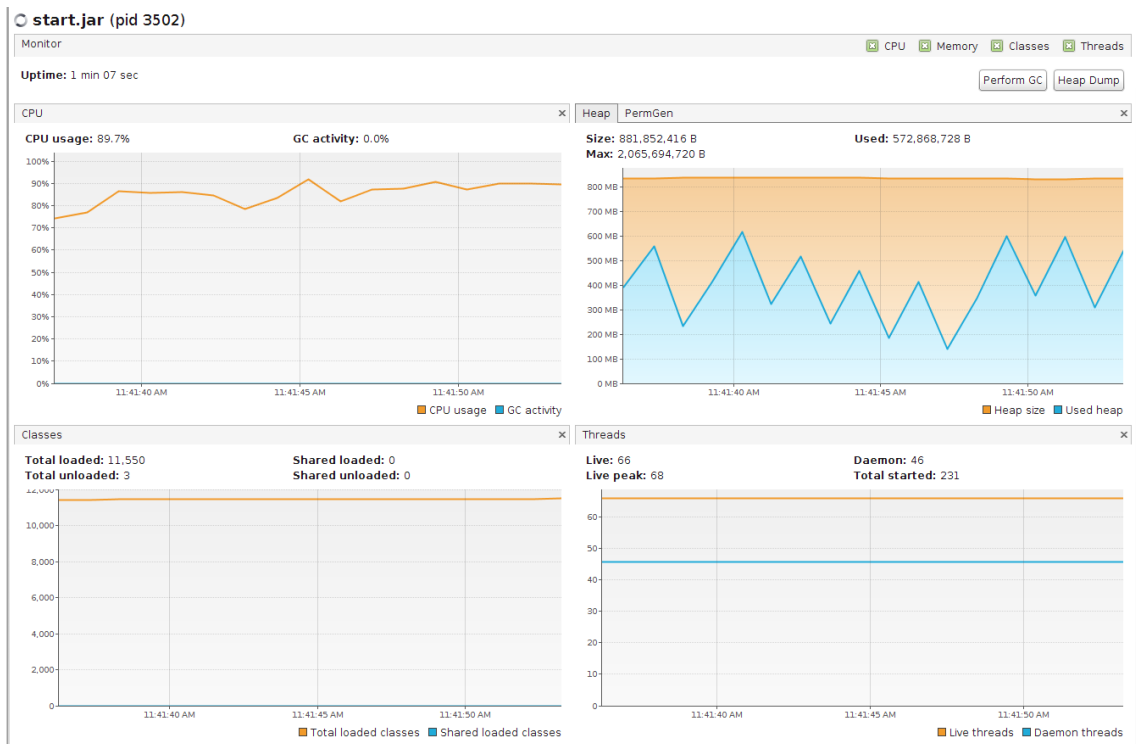 start.jar (pid 3502)
Monitor
CPU Memory Classes Threads
Uptime: 1 min 07 sec
Perform GC Heap Dump
CPU
CPU usage: 89.7% GC activity: 0.0%
100%
90%
80%
70%
60%
50%
40%
30%
20%
10%
0%
11:41:40 AM 11:41:45 AM 11:41:50 AM
CPU usage GC activity
Heap PermGen
Size: 881,852,416 B Used: 572,868,728 B
Max: 2,065,694,720 B
800 MB
700 MB
600 MB
500 MB
400 MB
300 MB
200 MB
100 MB
0 MB
11:41:40 AM 11:41:45 AM 11:41:50 AM
Heap size Used heap
Classes
Total loaded: 11,550 Shared loaded: 0
Total unloaded: 3 Shared unloaded: 0
12,000
10,000
8,000
6,000
4,000
2,000
0
11:41:40 AM 11:41:45 AM 11:41:50 AM
Total loaded classes Shared loaded classes
Threads
Live: 66 Daemon: 46
Live peak: 68 Total started: 231
60
50
40
30
20
10
0
11:41:40 AM 11:41:45 AM 11:41:50 AM
Live threads Daemon threads